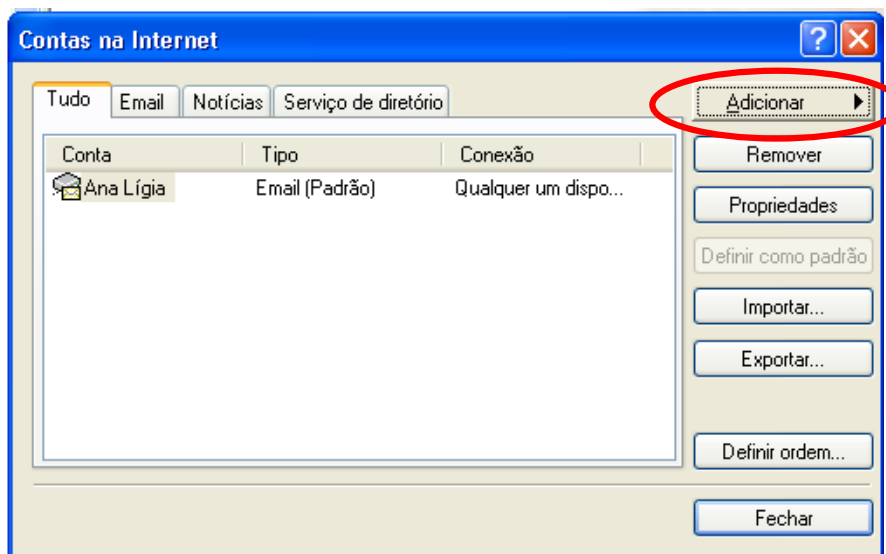 Contas na Internet
?
Tudo Email Notícias Serviço de diretório
Adicionar
Conta Tipo Conexão
Ana Lígia Email (Padrão) Qualquer um dispo...
Remover
Propriedades
Definir como padrão
Importar...
Exportar...
Definir ordem...
Fechar